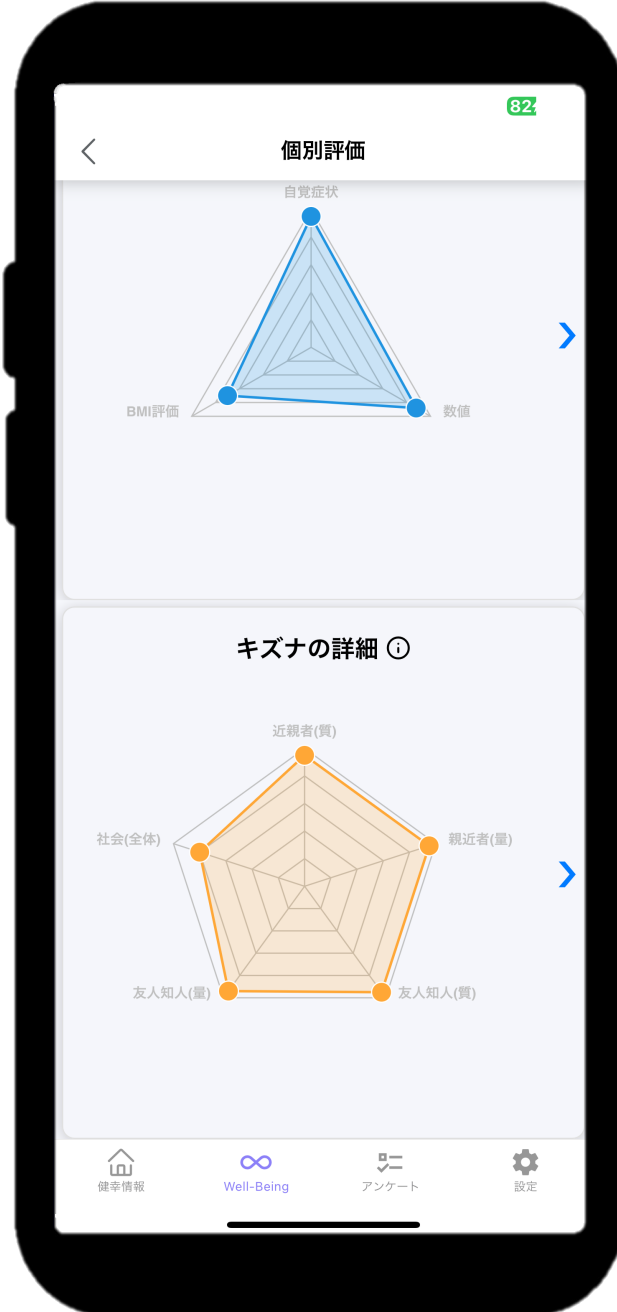 82
個別評価
自覚症状
BMI評価
数値
キズナの詳細
近親者(質)
社会(全体)
親近者(量)
友人知人(量)
友人知人(質)
健幸情報
Well-Being
アンケート
設定